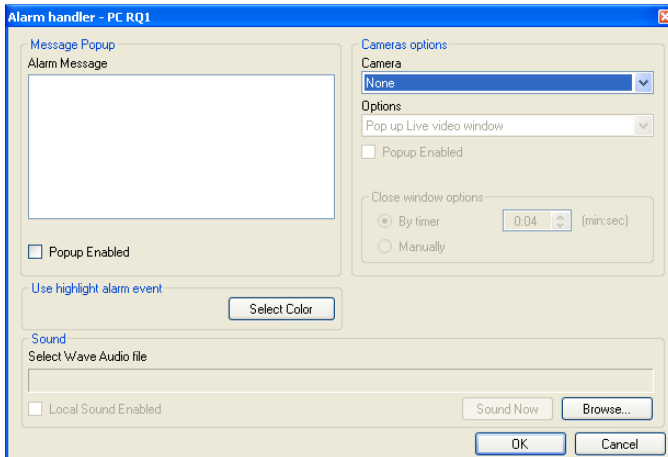 Alarm handler - PC RQ1
Message Popup
Alarm Message
Popup Enabled
Cameras options
Camera
None
Options
Pop up Live video window
Popup Enabled
Close window options
By timer 0:04 (min:sec)
Manually
Use highlight alarm event
Select Color
Sound
Select Wave Audio file
Local Sound Enabled Sound Now Browse...
OK Cancel